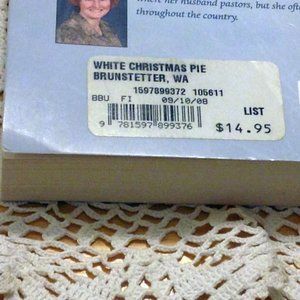 where her husband pastors, but she ofte
throughout the country.
WHITE CHRISTMAS PIE
BRUNSTETTER, WA
1597899372 105611
BBU FI 09/10/08
9 781597 899376
LIST
$14.95